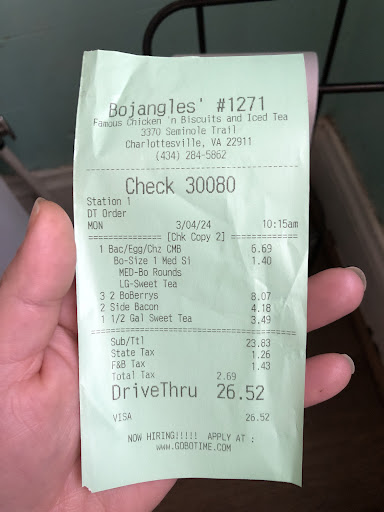 Bojangles' #1271
Famous Chicken 'n Biscuits and Iced Tea
3370 Seminole Trail
Charlottesville, VA 22911
(434) 284-5862
Check 30080
Station 1
DT Order
MON 3/04/24 10:15am
[Chk Copy 2]
1 Bac/Egg/Chz CMB 6.69
Bo-Size 1 Med Si 1.40
MED-Bo Rounds
LG-Sweet Tea
3 2 BoBerrys 8.07
2 Side Bacon 4.18
1 1/2 Gal Sweet Tea 3.49
Sub/Ttl 23.83
State Tax 1.26
F&B Tax 1.43
Total Tax 2.69
DriveThru 26.52
VISA 26.52
NOW HIRING!!!!! APPLY AT :
www.GOBOTIME.COM